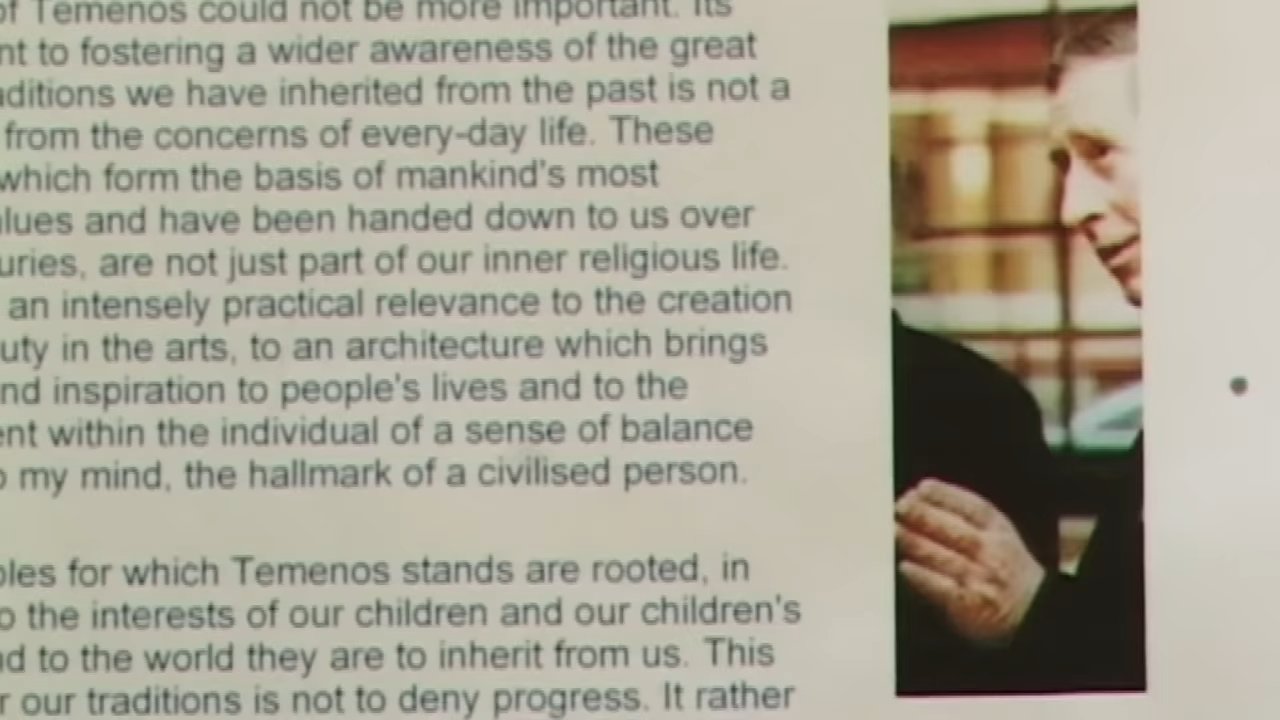 of Temenos could not be more important. Its
nt to fostering a wider awareness of the great
ditions we have inherited from the past is not a
from the concerns of every-day life. These
which form the basis of mankind's most
lues and have been handed down to us over
uries, are not just part of our inner religious life.
an intensely practical relevance to the creation
uty in the arts, to an architecture which brings
nd inspiration to people's lives and to the
ent within the individual of a sense of balance
o my mind, the hallmark of a civilised person.
ples for which Temenos stands are rooted, in
o the interests of our children and our children's
nd to the world they are to inherit from us. This
r our traditions is not to deny progress. It rather